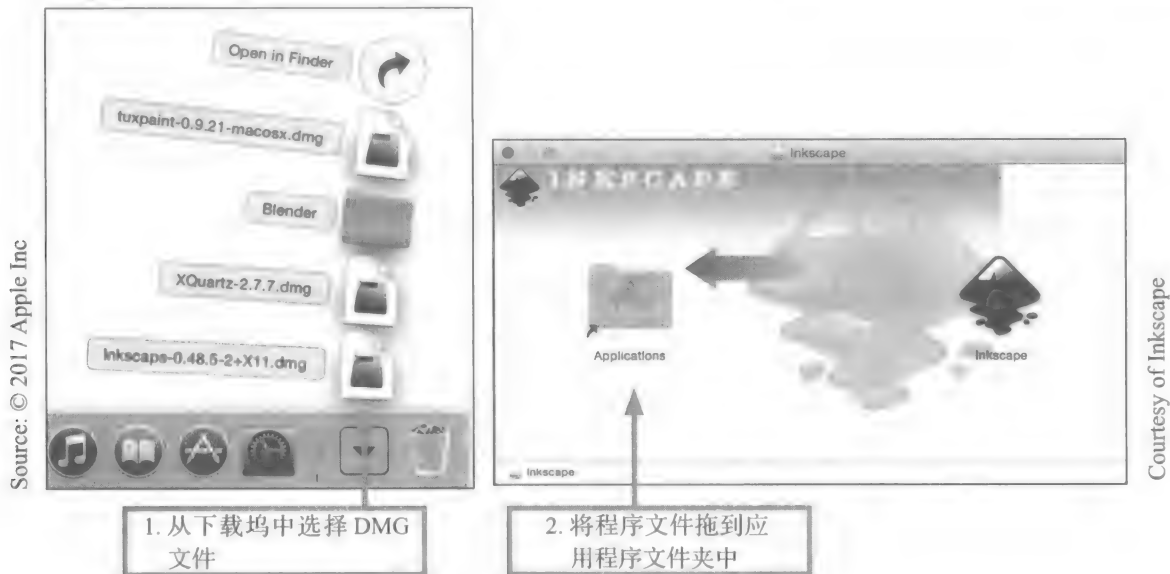 Source: © 2017 Apple Inc
Open in Finder
tuxpaint-0.9.21-macosx.dmg
Blender
XQuartz-2.7.7.dmg
Inkscape-0.48.5-2+X11.dmg
1. 从下载坞中选择 DMG
文件
Inkscape
INKSCAPE
Applications
Inkscape
Inkscape
2. 将程序文件拖到应
用程序文件夹中
Courtesy of Inkscape